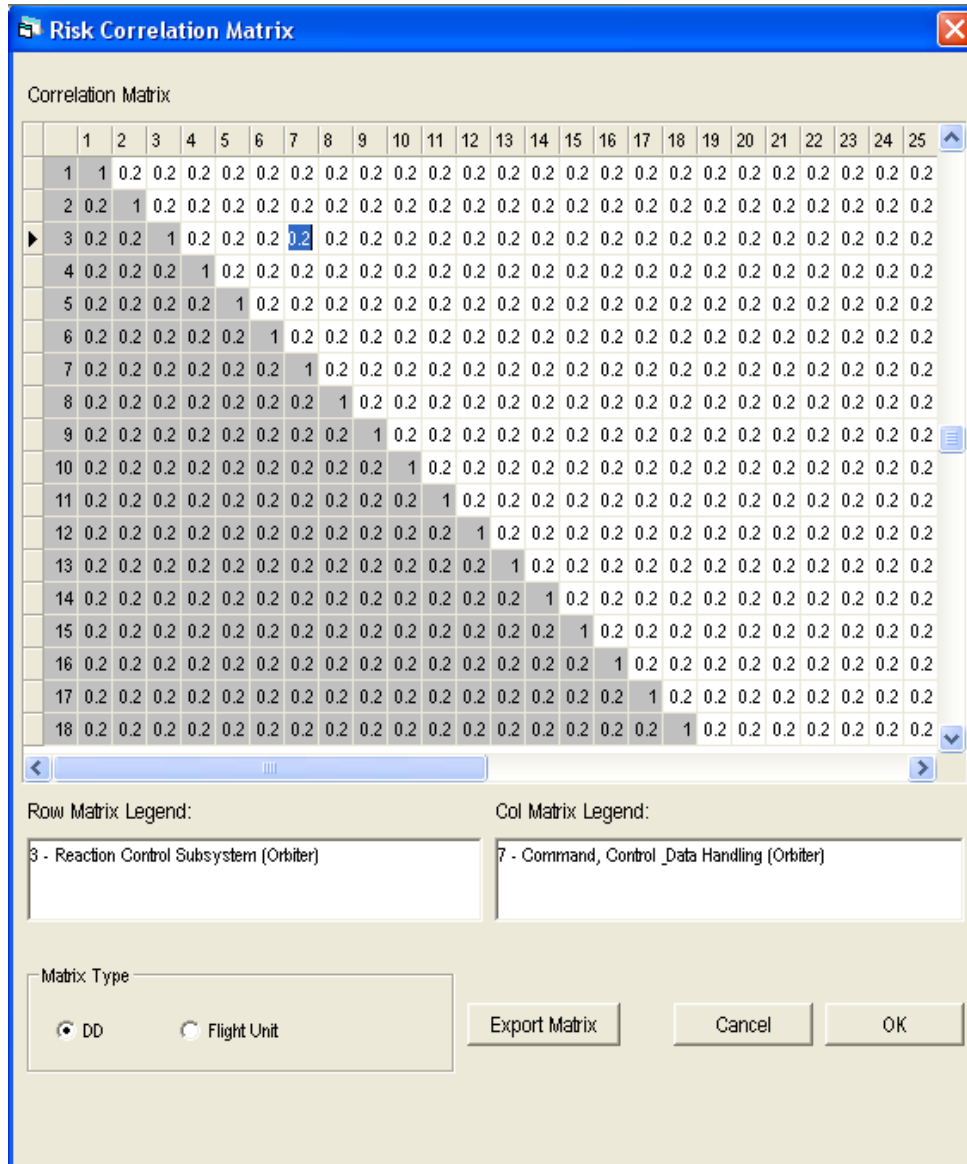 Risk Correlation Matrix
Correlation Matrix
1 2 3 4 5 6 7 8 9 10 11 12 13 14 15 16 17 18 19 20 21 22 23 24 25
1 1 0.2 0.2 0.2 0.2 0.2 0.2 0.2 0.2 0.2 0.2 0.2 0.2 0.2 0.2 0.2 0.2 0.2 0.2 0.2 0.2 0.2 0.2 0.2 0.2
2 0.2 1 0.2 0.2 0.2 0.2 0.2 0.2 0.2 0.2 0.2 0.2 0.2 0.2 0.2 0.2 0.2 0.2 0.2 0.2 0.2 0.2 0.2 0.2 0.2
3 0.2 0.2 1 0.2 0.2 0.2 0.2 0.2 0.2 0.2 0.2 0.2 0.2 0.2 0.2 0.2 0.2 0.2 0.2 0.2 0.2 0.2 0.2 0.2 0.2
4 0.2 0.2 0.2 1 0.2 0.2 0.2 0.2 0.2 0.2 0.2 0.2 0.2 0.2 0.2 0.2 0.2 0.2 0.2 0.2 0.2 0.2 0.2 0.2 0.2
5 0.2 0.2 0.2 0.2 1 0.2 0.2 0.2 0.2 0.2 0.2 0.2 0.2 0.2 0.2 0.2 0.2 0.2 0.2 0.2 0.2 0.2 0.2 0.2 0.2
6 0.2 0.2 0.2 0.2 0.2 1 0.2 0.2 0.2 0.2 0.2 0.2 0.2 0.2 0.2 0.2 0.2 0.2 0.2 0.2 0.2 0.2 0.2 0.2 0.2
7 0.2 0.2 0.2 0.2 0.2 0.2 1 0.2 0.2 0.2 0.2 0.2 0.2 0.2 0.2 0.2 0.2 0.2 0.2 0.2 0.2 0.2 0.2 0.2 0.2
8 0.2 0.2 0.2 0.2 0.2 0.2 0.2 1 0.2 0.2 0.2 0.2 0.2 0.2 0.2 0.2 0.2 0.2 0.2 0.2 0.2 0.2 0.2 0.2 0.2
9 0.2 0.2 0.2 0.2 0.2 0.2 0.2 0.2 1 0.2 0.2 0.2 0.2 0.2 0.2 0.2 0.2 0.2 0.2 0.2 0.2 0.2 0.2 0.2 0.2
10 0.2 0.2 0.2 0.2 0.2 0.2 0.2 0.2 0.2 1 0.2 0.2 0.2 0.2 0.2 0.2 0.2 0.2 0.2 0.2 0.2 0.2 0.2 0.2 0.2
11 0.2 0.2 0.2 0.2 0.2 0.2 0.2 0.2 0.2 0.2 1 0.2 0.2 0.2 0.2 0.2 0.2 0.2 0.2 0.2 0.2 0.2 0.2 0.2 0.2
12 0.2 0.2 0.2 0.2 0.2 0.2 0.2 0.2 0.2 0.2 0.2 1 0.2 0.2 0.2 0.2 0.2 0.2 0.2 0.2 0.2 0.2 0.2 0.2 0.2
13 0.2 0.2 0.2 0.2 0.2 0.2 0.2 0.2 0.2 0.2 0.2 0.2 1 0.2 0.2 0.2 0.2 0.2 0.2 0.2 0.2 0.2 0.2 0.2 0.2
14 0.2 0.2 0.2 0.2 0.2 0.2 0.2 0.2 0.2 0.2 0.2 0.2 0.2 1 0.2 0.2 0.2 0.2 0.2 0.2 0.2 0.2 0.2 0.2 0.2
15 0.2 0.2 0.2 0.2 0.2 0.2 0.2 0.2 0.2 0.2 0.2 0.2 0.2 0.2 1 0.2 0.2 0.2 0.2 0.2 0.2 0.2 0.2 0.2 0.2
16 0.2 0.2 0.2 0.2 0.2 0.2 0.2 0.2 0.2 0.2 0.2 0.2 0.2 0.2 0.2 1 0.2 0.2 0.2 0.2 0.2 0.2 0.2 0.2 0.2
17 0.2 0.2 0.2 0.2 0.2 0.2 0.2 0.2 0.2 0.2 0.2 0.2 0.2 0.2 0.2 0.2 1 0.2 0.2 0.2 0.2 0.2 0.2 0.2 0.2
18 0.2 0.2 0.2 0.2 0.2 0.2 0.2 0.2 0.2 0.2 0.2 0.2 0.2 0.2 0.2 0.2 0.2 1 0.2 0.2 0.2 0.2 0.2 0.2 0.2
Row Matrix Legend: Col Matrix Legend:
3 - Reaction Control Subsystem (Orbiter) 7 - Command, Control _Data Handling (Orbiter)
Matrix Type
DD Flight Unit Export Matrix Cancel OK